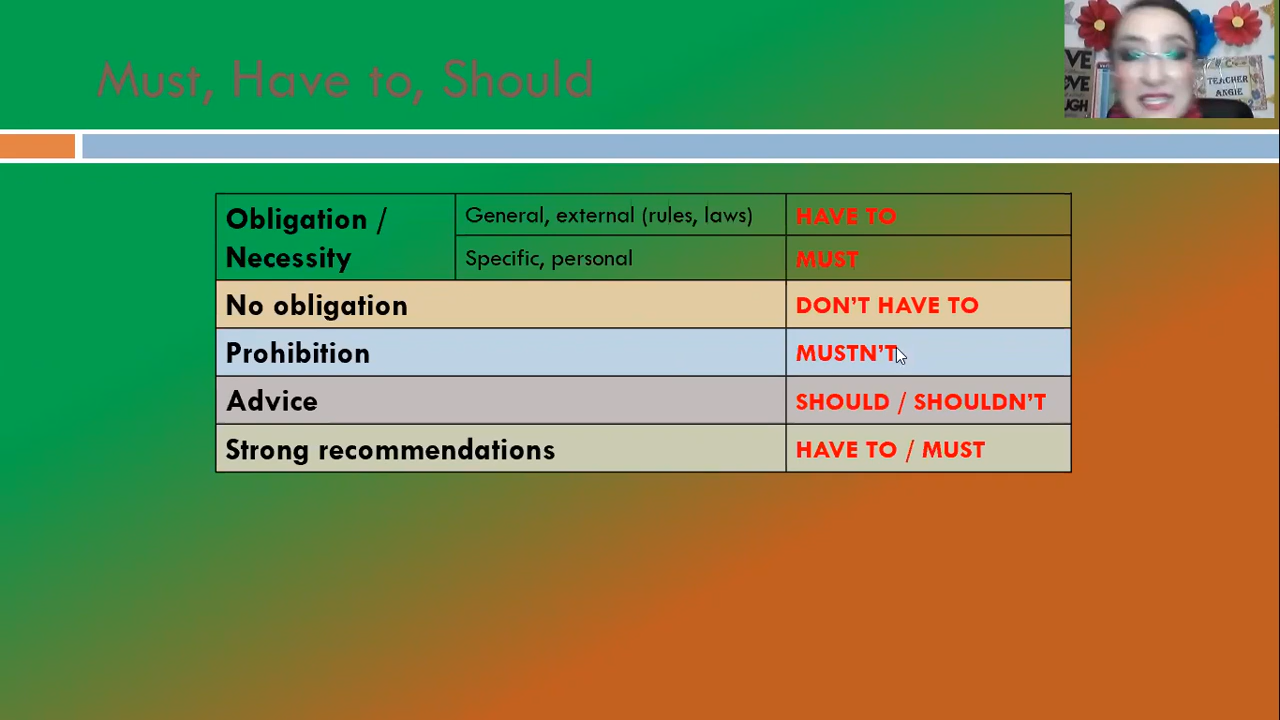 Must, Have to, Should
TEACHER
ANGIE
Obligation /
Necessity
General, external (rules, laws)
HAVE TO
Specific, personal
MUST
No obligation
DON'T HAVE TO
Prohibition
MUSTN'T
Advice
SHOULD / SHOULDN'T
Strong recommendations
HAVE TO / MUST